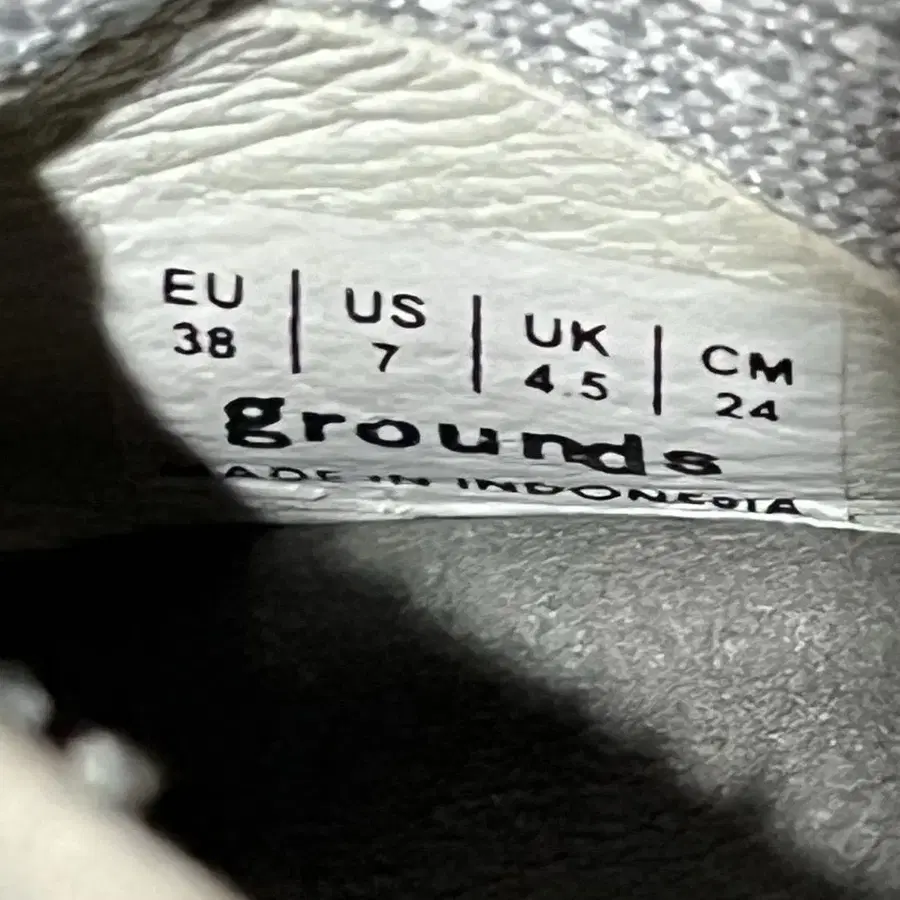 EU | US | UK | CM
38 | 7 | 4.5 | 24
grounds
MADE IN INDONESIA